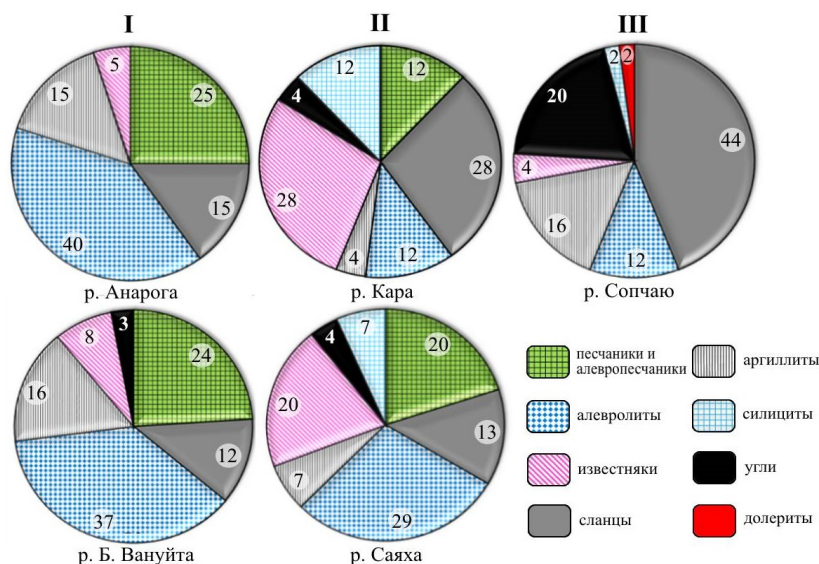 I II III
5 25 15 40 15
12 28 12 4 28 4 12
2 2 44 12 16 4 20
р. Анарога р. Кара р. Сопчаю
3 24 12 37 16 8
7 20 13 29 7 20 4
р. Б. Вануйта р. Саяха
песчаники и
алевропесчаники
алевролиты
известняки
сланцы
аргиллиты
силициты
угли
долериты